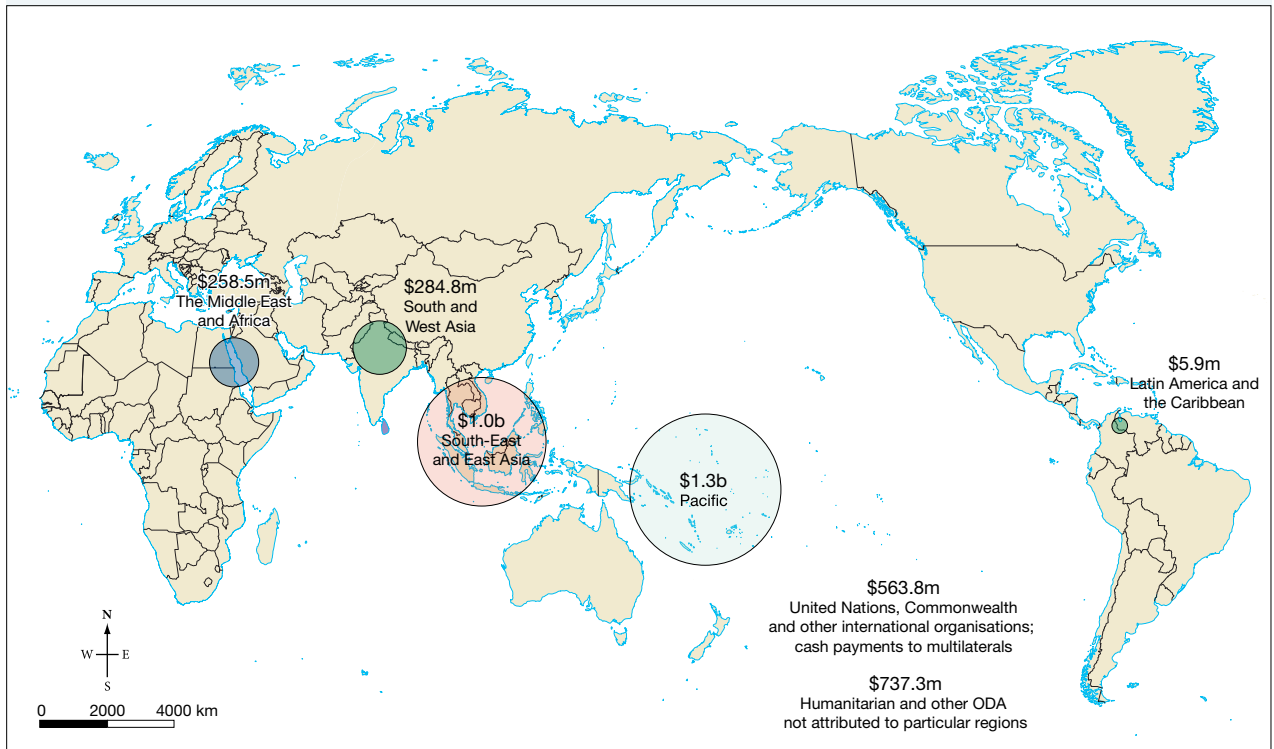 $258.5m
The Middle East
and Africa
$284.8m
South and
West Asia
$1.0b
South-East
and East Asia
$1.3b
Pacific
$5.9m
Latin America and
the Caribbean
$563.8m
United Nations, Commonwealth
and other international organisations;
cash payments to multilaterals
$737.3m
Humanitarian and other ODA
not attributed to particular regions
N
W E
S
0 2000 4000 km